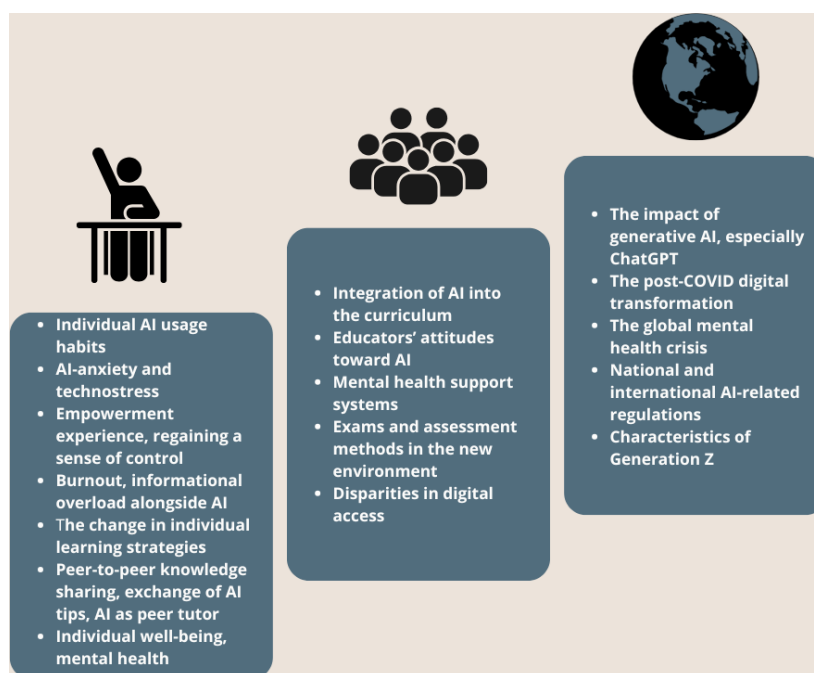 • Individual AI usage
habits
• AI-anxiety and
technostress
• Empowerment
experience, regaining a
sense of control
• Burnout, informational
overload alongside AI
• The change in individual
learning strategies
• Peer-to-peer knowledge
sharing, exchange of AI
tips, AI as peer tutor
• Individual well-being,
mental health
• Integration of AI into
the curriculum
• Educators’ attitudes
toward AI
• Mental health support
systems
• Exams and assessment
methods in the new
environment
• Disparities in digital
access
• The impact of
generative AI, especially
ChatGPT
• The post-COVID digital
transformation
• The global mental
health crisis
• National and
international AI-related
regulations
• Characteristics of
Generation Z